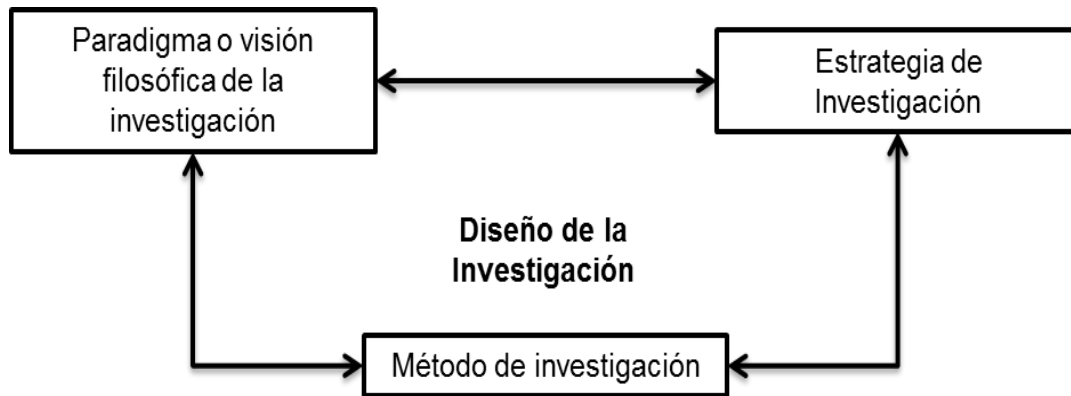 Paradigma o visión
filosófica de la
investigación
Estrategia de
Investigación
Diseño de la
Investigación
Método de investigación